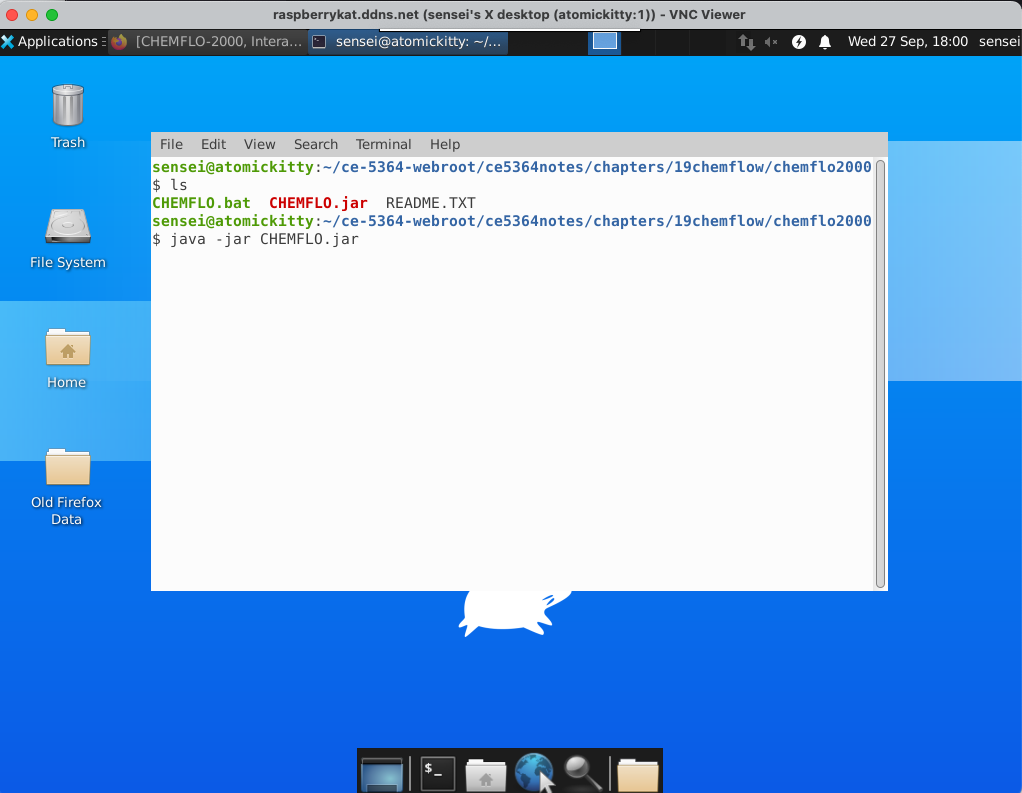 raspberrykat.ddns.net (sensei's X desktop (atomickitty:1)) - VNC Viewer
Applications [CHEMFLO-2000, Intera... sensei@atomickitty: ~/... Wed 27 Sep, 18:00 sensei
Trash
File System
Home
Old Firefox
Data
File Edit View Search Terminal Help
sensei@atomickitty:~/ce-5364-webroot/ce5364notes/chapters/19chemflow/chemflo2000
$ ls
CHEMFLO.bat CHEMFLO.jar README.TXT
sensei@atomickitty:~/ce-5364-webroot/ce5364notes/chapters/19chemflow/chemflo2000
$ java -jar CHEMFLO.jar
$_